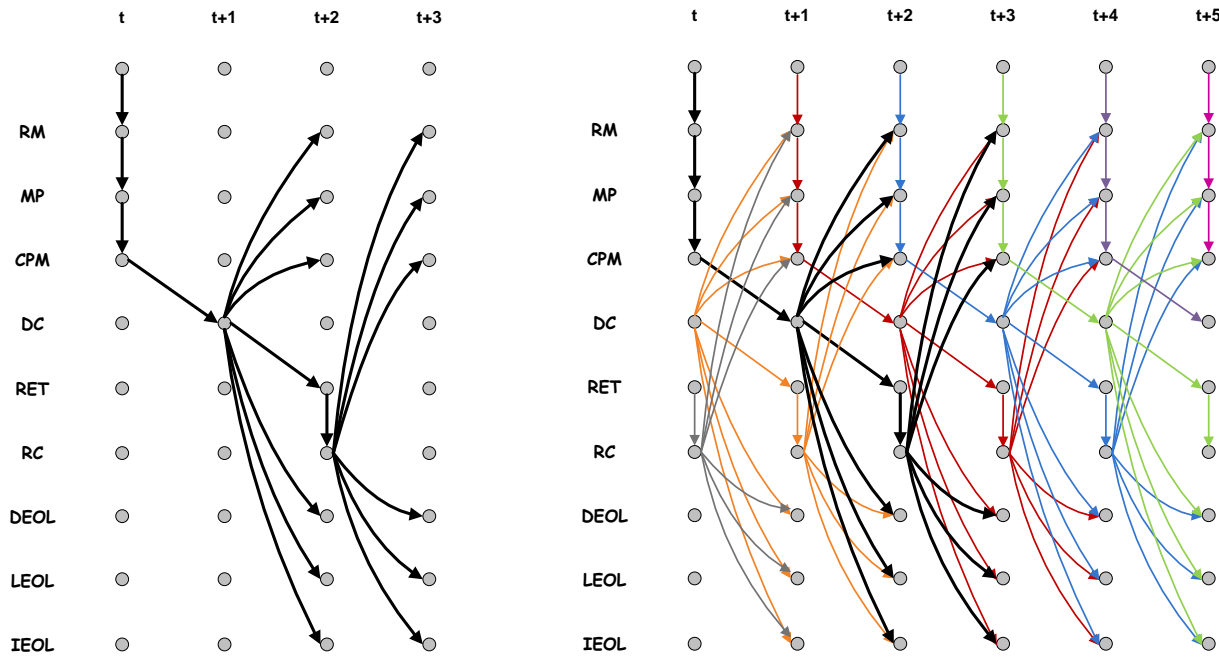 t t+1 t+2 t+3
RM
MP
CPM
DC
RET
RC
DEOL
LEOL
IEOL
t t+1 t+2 t+3 t+4 t+5
RM
MP
CPM
DC
RET
RC
DEOL
LEOL
IEOL